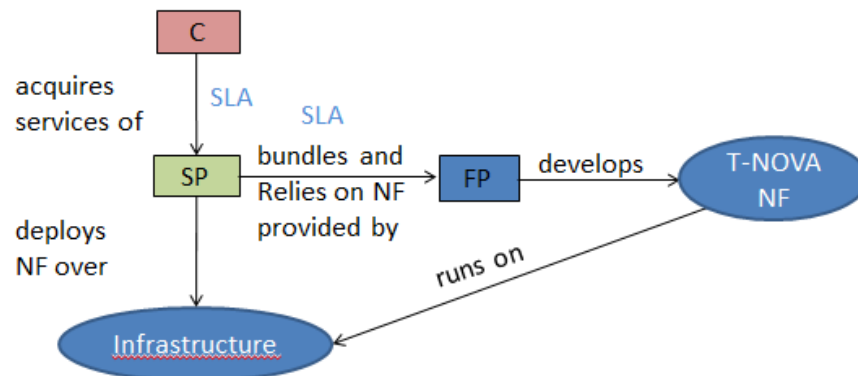 C
acquires
services of
SLA
SLA
SP
bundles and
Relies on NF
provided by
FP
develops
T-NOVA
NF
deploys
NF over
runs on
Infrastructure